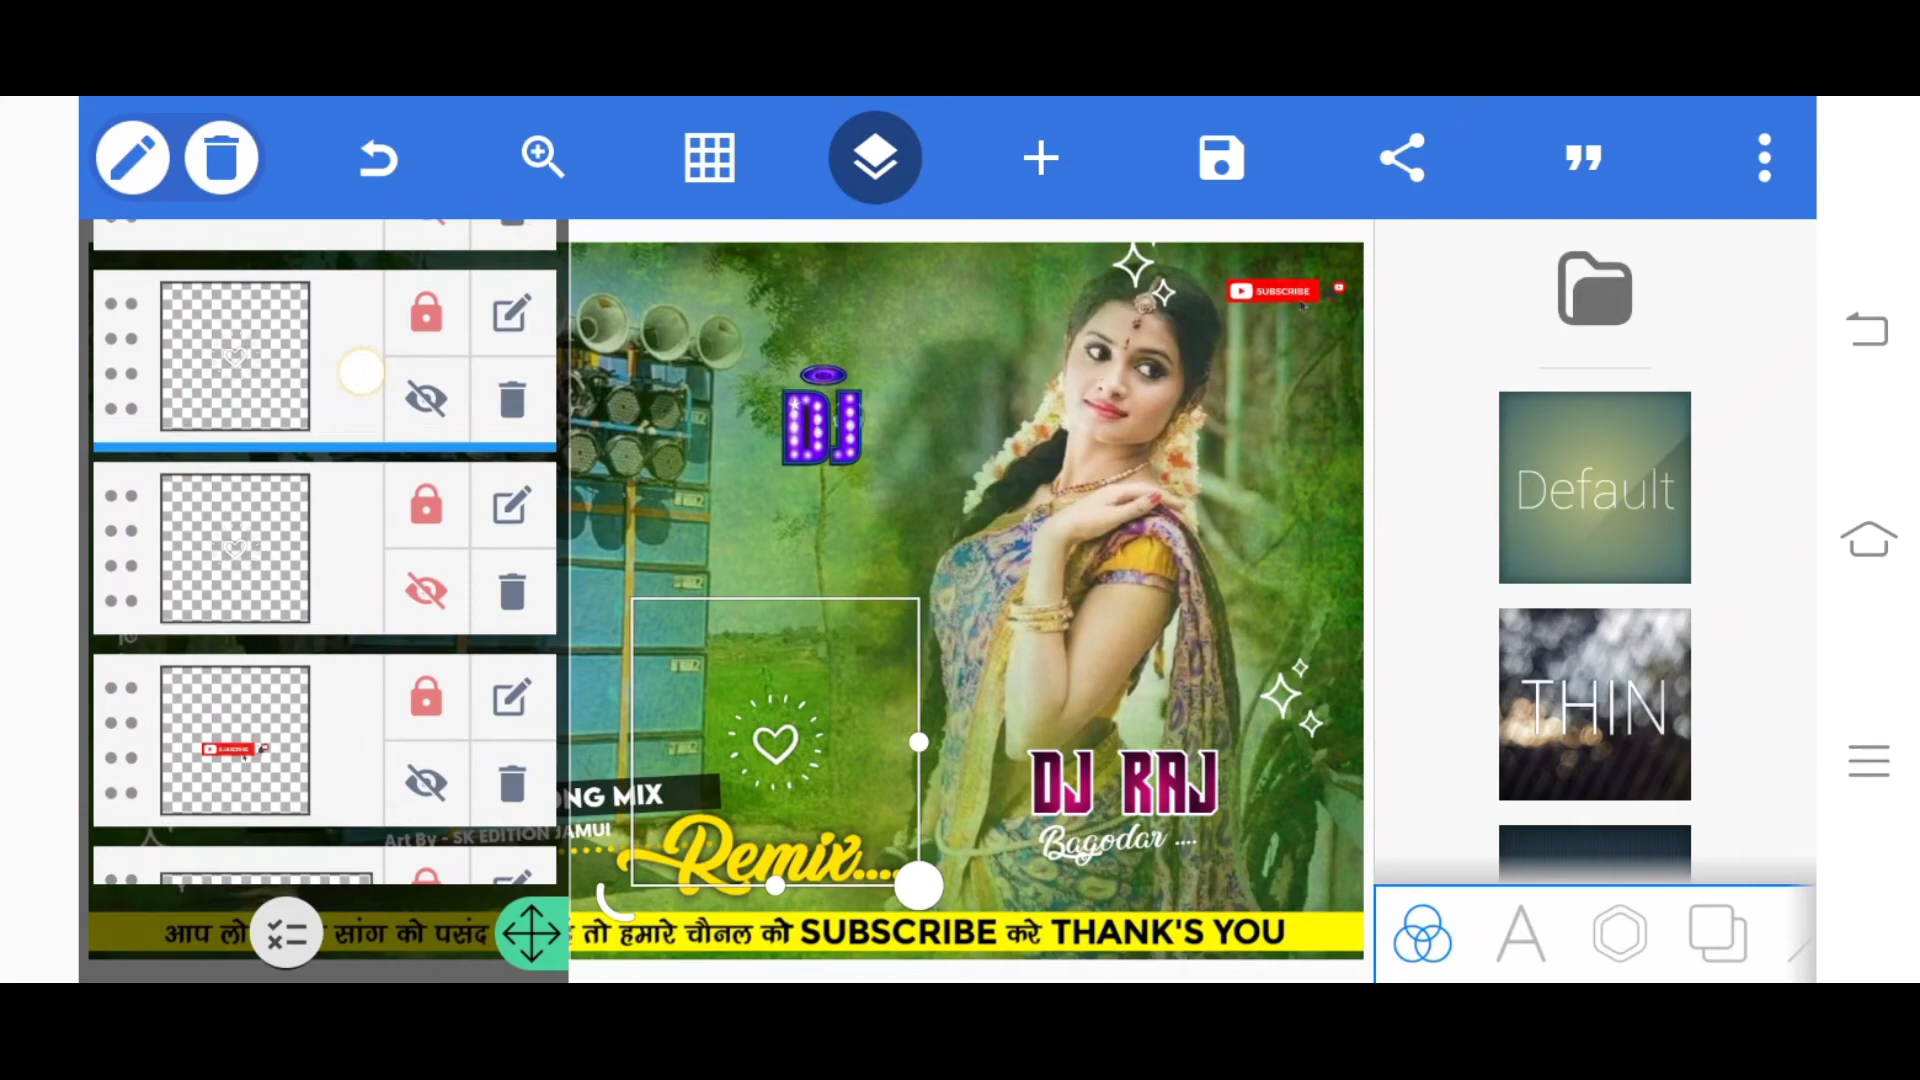 SUBSCRIBE
DJ
Default
THIN
NG MIX
Art By - SK EDITION JAMUI
Remix....
DJ RAJ
Bagodar ....
आप लो सांग को पसंद तो हमारे चौनल को SUBSCRIBE करे THANK'S YOU